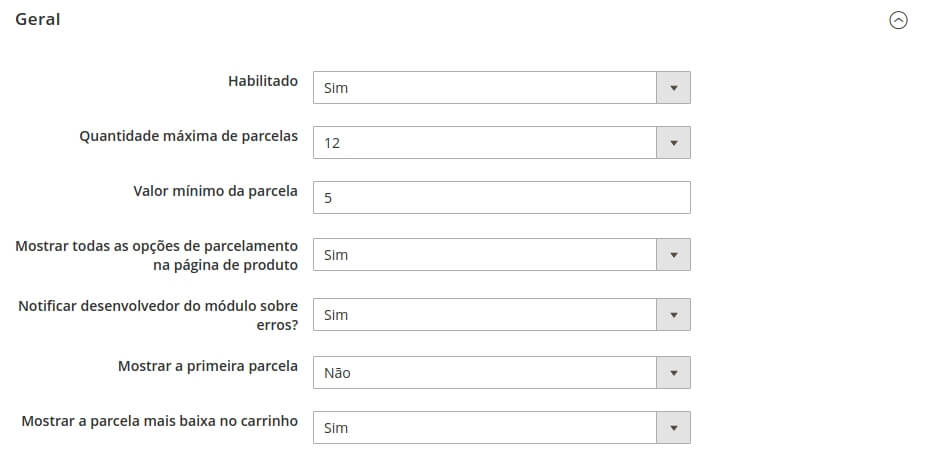 Geral
Habilitado
Sim
Quantidade máxima de parcelas
12
Valor mínimo da parcela
5
Mostrar todas as opções de parcelamento
na página de produto
Sim
Notificar desenvolvedor do módulo sobre
erros?
Sim
Mostrar a primeira parcela
Não
Mostrar a parcela mais baixa no carrinho
Sim